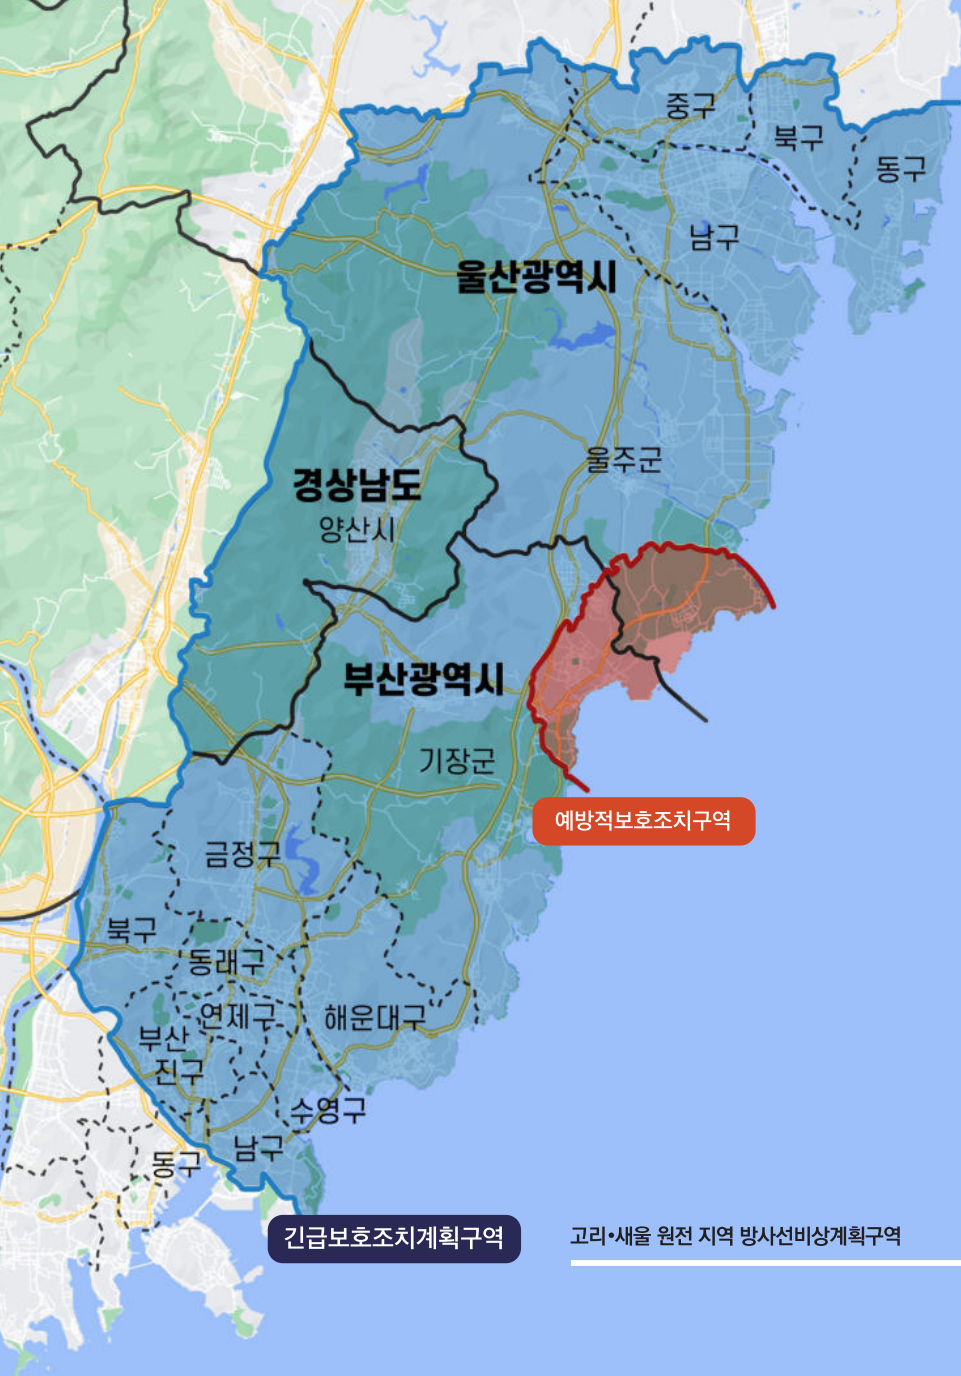 중구
북구
동구
남구
울산광역시
울주군
경상남도
양산시
부산광역시
기장군
예방적보호조치구역
금정구
북구
동래구
연제구
해운대구
부산
진구
수영구
남구
동구
긴급보호조치계획구역
고리•새울 원전 지역 방사선비상계획구역